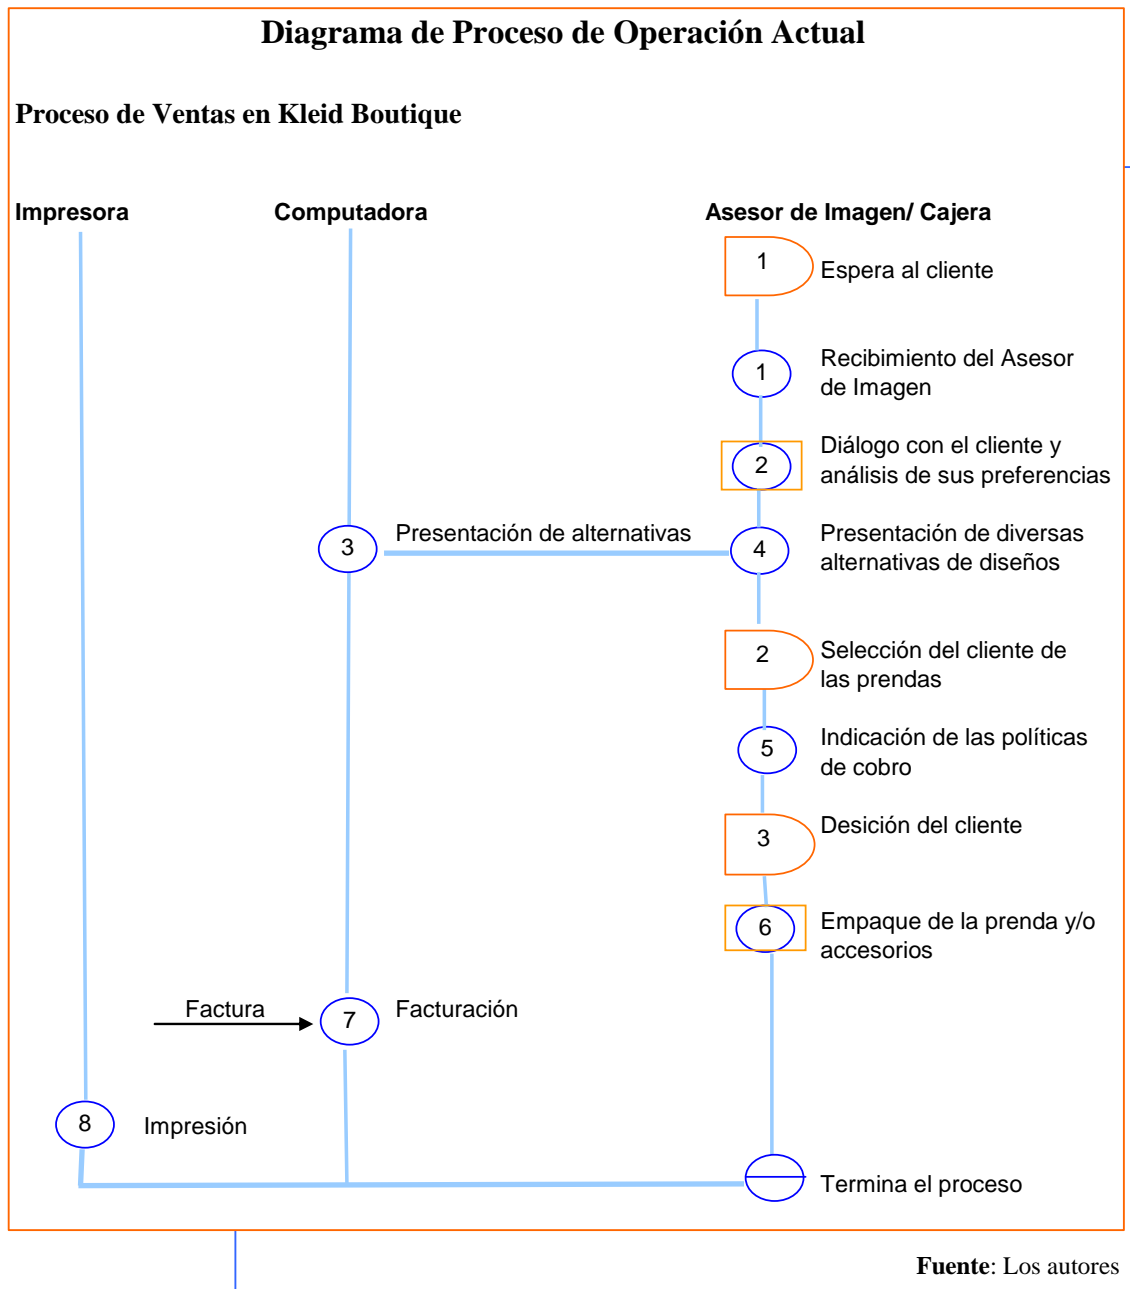 Diagrama de Proceso de Operación Actual
Proceso de Ventas en Kleid Boutique
Impresora
Computadora
Asesor de Imagen/ Cajera
1
Espera al cliente
1
Recibimiento del Asesor
de Imagen
2
Diálogo con el cliente y
análisis de sus preferencias
3
Presentación de alternativas
4
Presentación de diversas
alternativas de diseños
2
Selección del cliente de
las prendas
5
Indicación de las políticas
de cobro
3
Desición del cliente
6
Empaque de la prenda y/o
accesorios
Factura
7
Facturación
8
Impresión
Termina el proceso
Fuente: Los autores